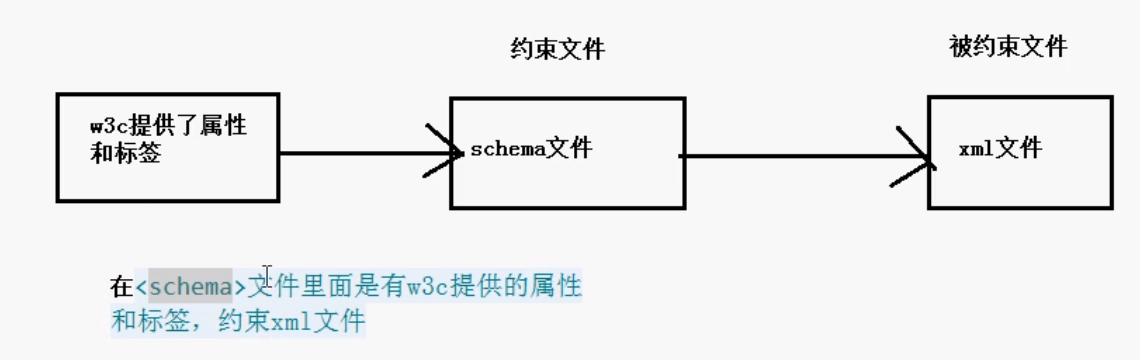 约束文件
被约束文件
w3c提供了属性
和标签
schema文件
xml文件
在<schema>文件里面是有w3c提供的属性
和标签，约束xml文件